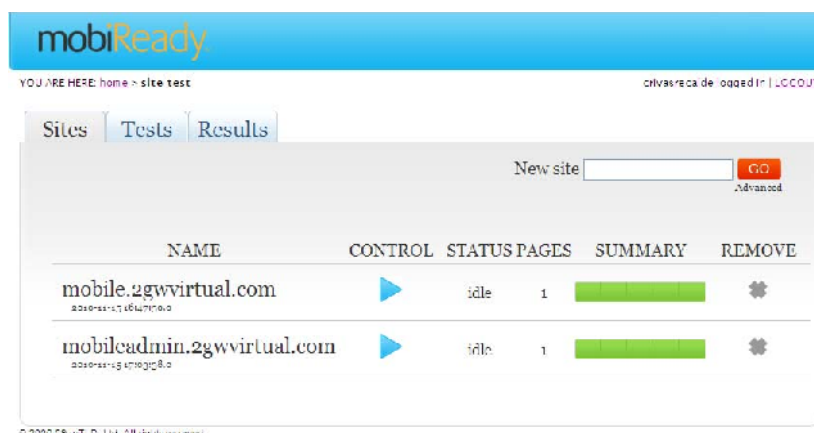 mobiReady.
YOU ARE HERE: home > site test
logged in | LOGOUT
Sites Tests Results
New site GO
Advanced
NAME CONTROL STATUS PAGES SUMMARY REMOVE
mobile.2gwvirtual.com idle 1
mobileadmin.2gwvirtual.com idle 1